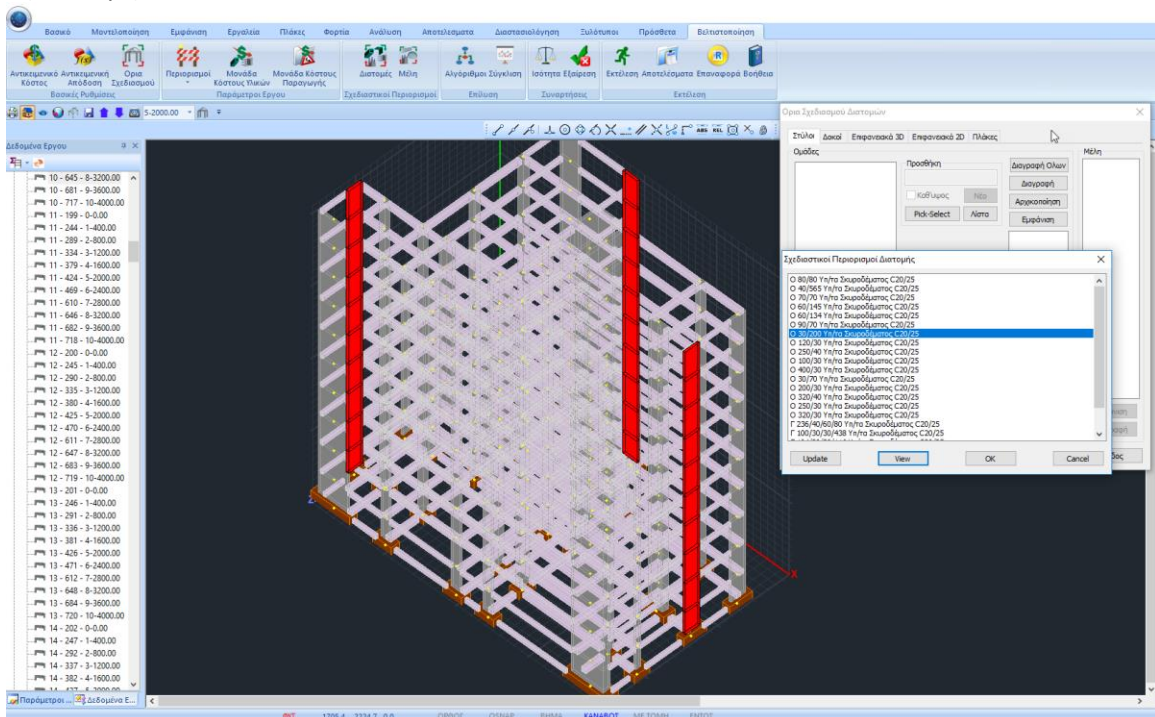 Βασικό Μοντελοποίηση Εμφάνιση Εργαλεία Πλάκες Φορτία Ανάλυση Αποτελέσματα Διαστασιολόγηση Ξυλότυποι Πρόσθετα Βελτιστοποίηση
Αντικειμενικό Κόστος
Αντικειμενική Απόδοση
Όρια Σχεδιασμού
Περιορισμοί
Μονάδα Κόστους Υλικών
Μονάδα Κόστους Παραγωγής
Διατομές Μέλη
Αλγόριθμοι Σύγκλιση
Ισότητα Εξαίρεση
Εκτέλεση Αποτελέσματα Επαναφορά Βοήθεια
Βασικές Ρυθμίσεις Παράμετροι Εργου Σχεδιαστικοί Περιορισμοί Επίλυση Συναρτήσεις Εκτέλεση
5-2000.00
ABS REL
Δεδομένα Εργου
10 - 645 - 8-3200.00
10 - 681 - 9-3600.00
10 - 717 - 10-4000.00
11 - 199 - 0-0.00
11 - 244 - 1-400.00
11 - 289 - 2-800.00
11 - 334 - 3-1200.00
11 - 379 - 4-1600.00
11 - 424 - 5-2000.00
11 - 469 - 6-2400.00
11 - 610 - 7-2800.00
11 - 646 - 8-3200.00
11 - 682 - 9-3600.00
11 - 718 - 10-4000.00
12 - 200 - 0-0.00
12 - 245 - 1-400.00
12 - 290 - 2-800.00
12 - 335 - 3-1200.00
12 - 380 - 4-1600.00
12 - 425 - 5-2000.00
12 - 470 - 6-2400.00
12 - 611 - 7-2800.00
12 - 647 - 8-3200.00
12 - 683 - 9-3600.00
12 - 719 - 10-4000.00
13 - 201 - 0-0.00
13 - 246 - 1-400.00
13 - 291 - 2-800.00
13 - 336 - 3-1200.00
13 - 381 - 4-1600.00
13 - 426 - 5-2000.00
13 - 471 - 6-2400.00
13 - 612 - 7-2800.00
13 - 648 - 8-3200.00
13 - 684 - 9-3600.00
13 - 720 - 10-4000.00
14 - 202 - 0-0.00
14 - 247 - 1-400.00
14 - 292 - 2-800.00
14 - 337 - 3-1200.00
14 - 382 - 4-1600.00
Παράμετροι ... Δεδομένα Ε...
X
Όρια Σχεδιασμού Διατομών
Στύλοι Δοκοί Επιφανειακά 3D Επιφανειακά 2D Πλάκες
Ομάδες
Μέλη
Προσθήκη
Καθ'ύψος
Νέο
Pick-Select
Λίστα
Διαγραφή Ολων
Διαγραφή
Αρχικοποίηση
Εμφάνιση
Σχεδιαστικοί Περιορισμοί Διατομής
Ο 80/80 Υπ/τα Σκυροδέματος C20/25
Ο 40/565 Υπ/τα Σκυροδέματος C20/25
Ο 70/70 Υπ/τα Σκυροδέματος C20/25
Ο 60/145 Υπ/τα Σκυροδέματος C20/25
Ο 60/134 Υπ/τα Σκυροδέματος C20/25
Ο 90/70 Υπ/τα Σκυροδέματος C20/25
Ο 30/200 Υπ/τα Σκυροδέματος C20/25
Ο 120/30 Υπ/τα Σκυροδέματος C20/25
Ο 250/40 Υπ/τα Σκυροδέματος C20/25
Ο 100/30 Υπ/τα Σκυροδέματος C20/25
Ο 400/30 Υπ/τα Σκυροδέματος C20/25
Ο 30/70 Υπ/τα Σκυροδέματος C20/25
Ο 200/30 Υπ/τα Σκυροδέματος C20/25
Ο 320/40 Υπ/τα Σκυροδέματος C20/25
Ο 250/30 Υπ/τα Σκυροδέματος C20/25
Ο 320/30 Υπ/τα Σκυροδέματος C20/25
Γ 236/40/60/80 Υπ/τα Σκυροδέματος C20/25
Γ 100/30/30/438 Υπ/τα Σκυροδέματος C20/25
Update View OK Cancel